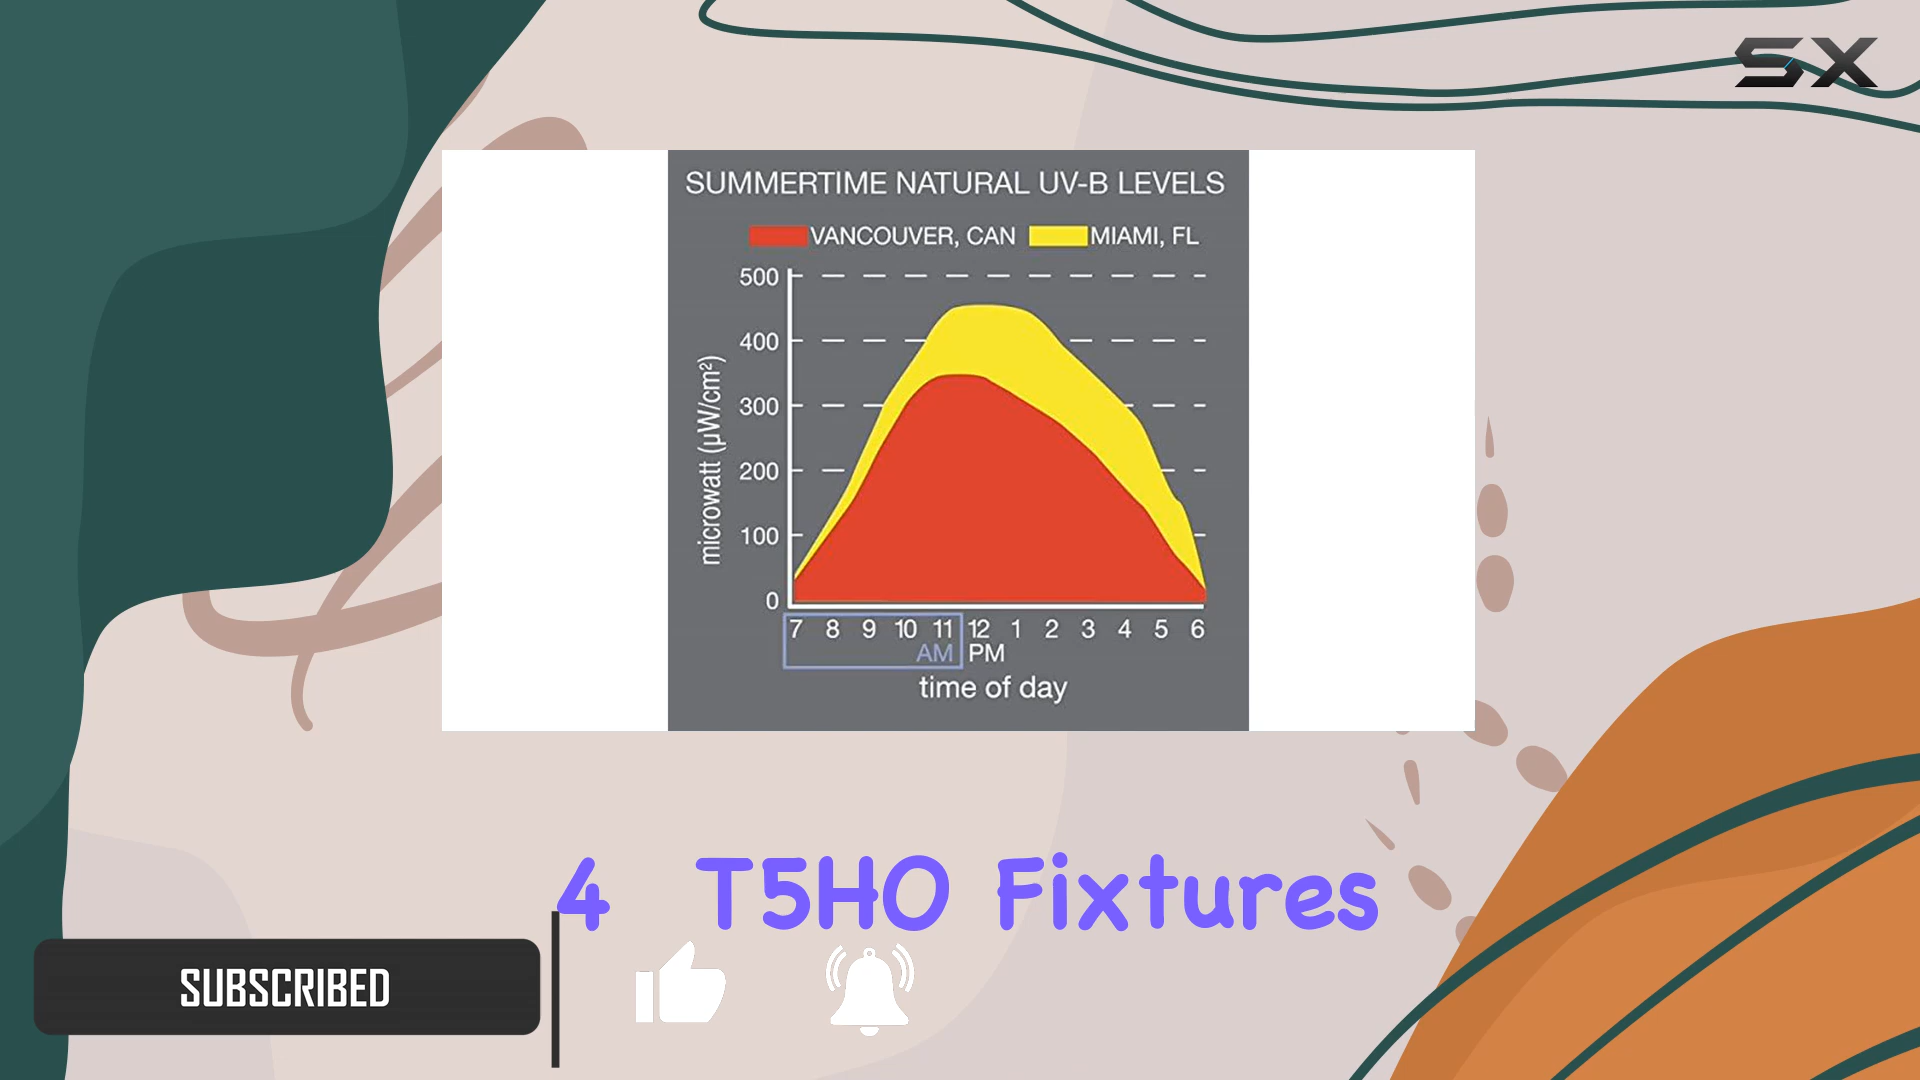 SX
SUMMERTIME NATURAL UV-B LEVELS
VANCOUVER, CAN MIAMI, FL
500
400
300
200
100
0
microwatt (µW/cm²)
7 8 9 10 11 12 1 2 3 4 5 6
AM PM
time of day
4 T5HO Fixtures
SUBSCRIBED